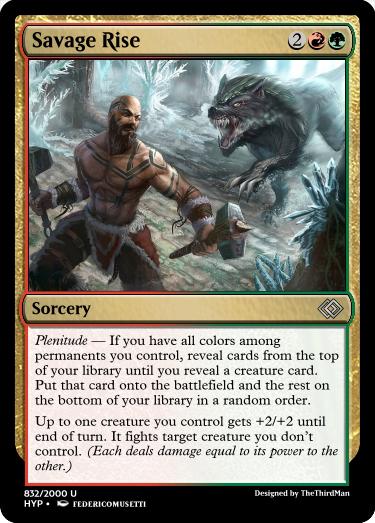 Savage Rise 2
Sorcery
Plenitude — If you have all colors among
permanents you control, reveal cards from the top
of your library until you reveal a creature card.
Put that card onto the battlefield and the rest on
the bottom of your library in a random order.
Up to one creature you control gets +2/+2 until
end of turn. It fights target creature you don't
control. (Each deals damage equal to its power to the
other.)
832/2000 U Designed by TheThirdMan
HYP • FEDERICOMUSETTI